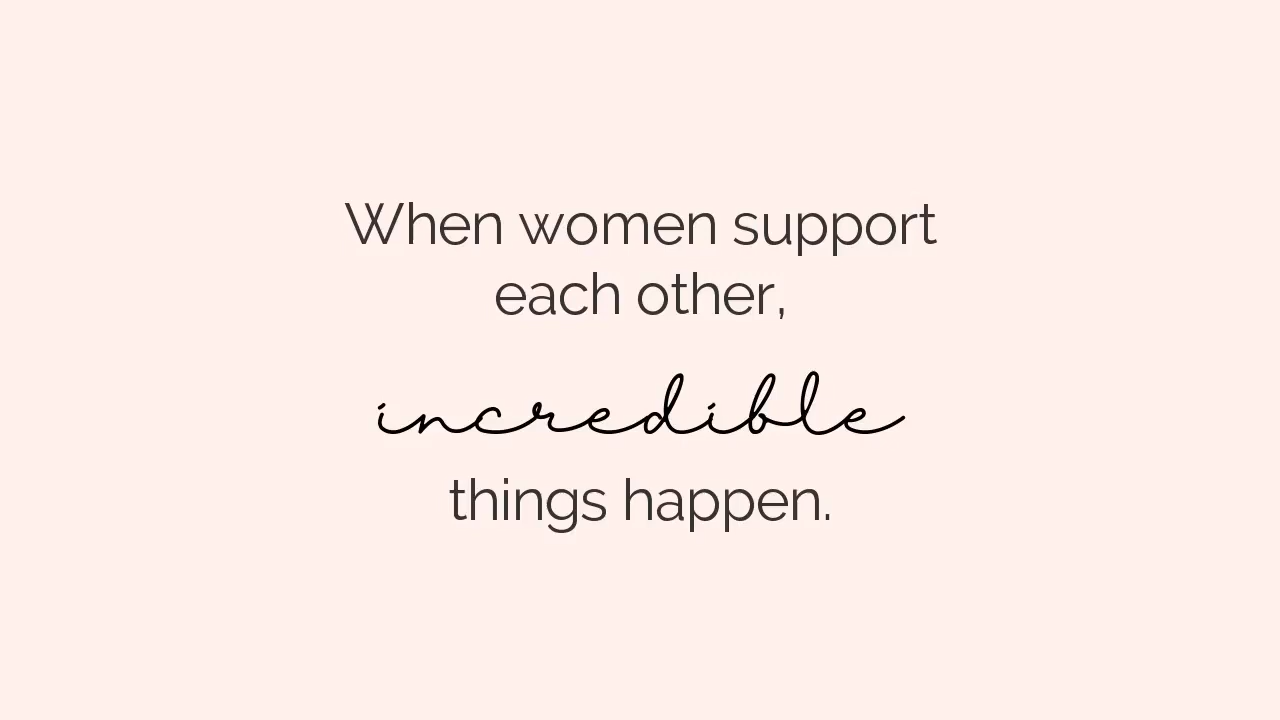 When women support
each other,
incredible
things happen.